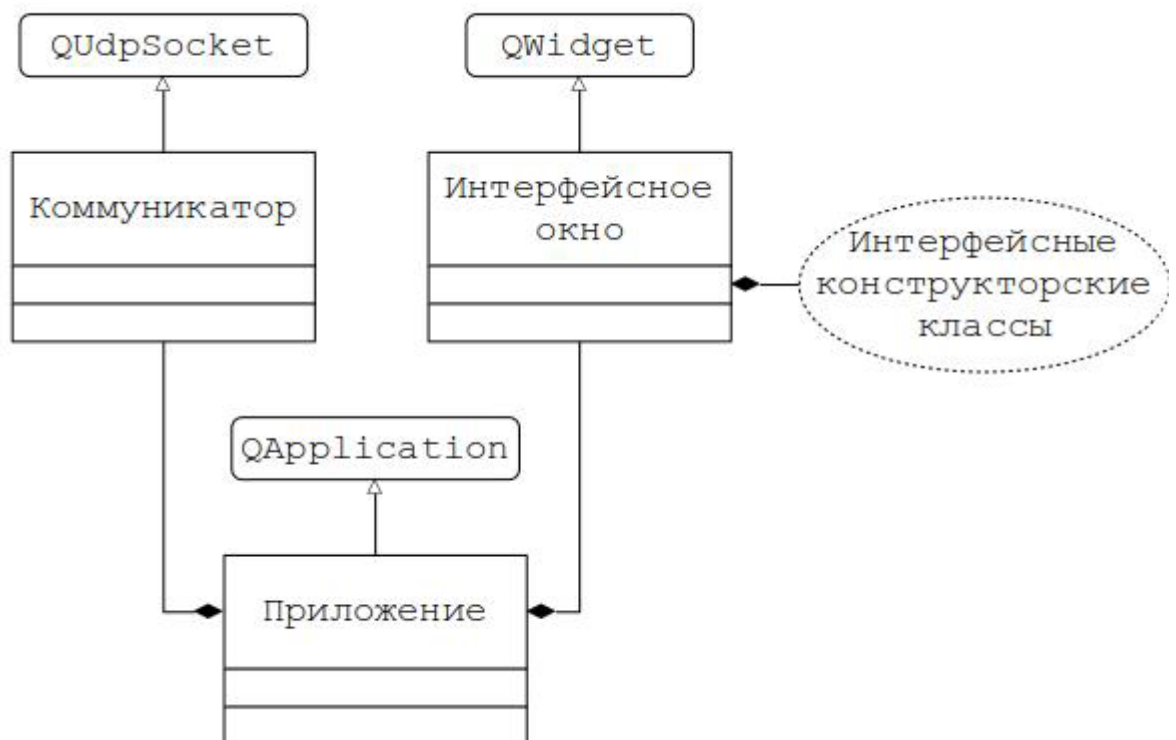 QUdpSocket
QWidget
Коммуникатор
Интерфейсное
окно
Интерфейсные
конструкторские
классы
QApplication
Приложение